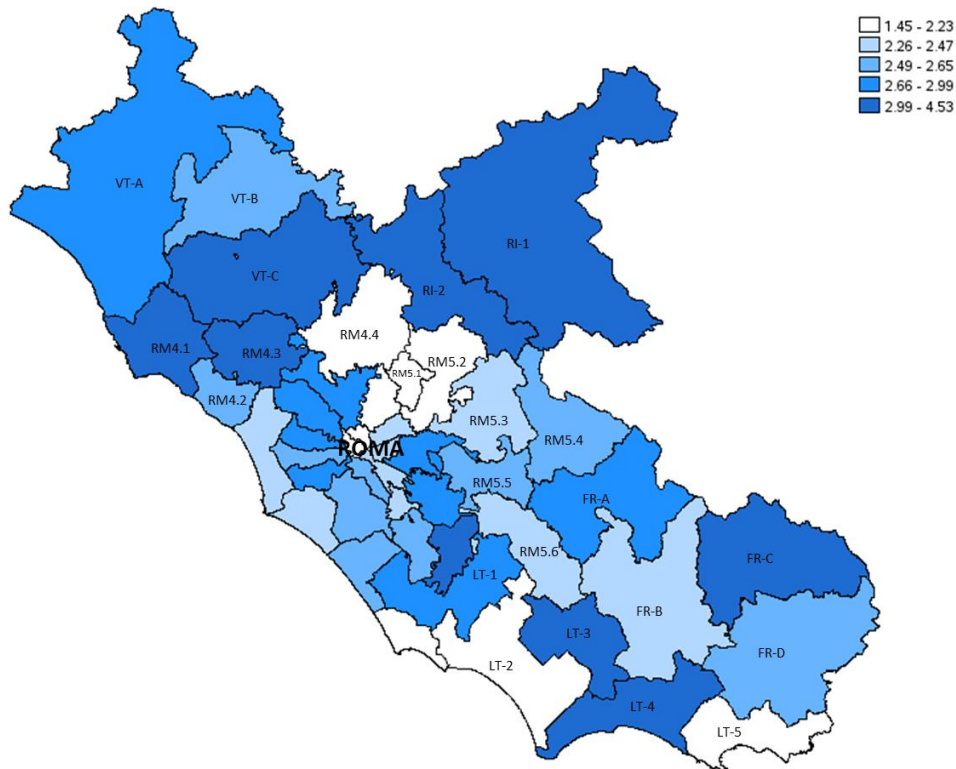 1.45 - 2.23
2.26 - 2.47
2.49 - 2.65
2.66 - 2.99
2.99 - 4.53
VT-A
VT-B
RI-1
VT-C
RI-2
RM4.4
RM4.1
RM4.3
RM5.2
RM5.1
RM4.2
RM5.3
ROMA
RM5.4
RM5.5
FR-A
RM5.6
FR-C
LT-1
FR-B
LT-3
FR-D
LT-2
LT-4
LT-5